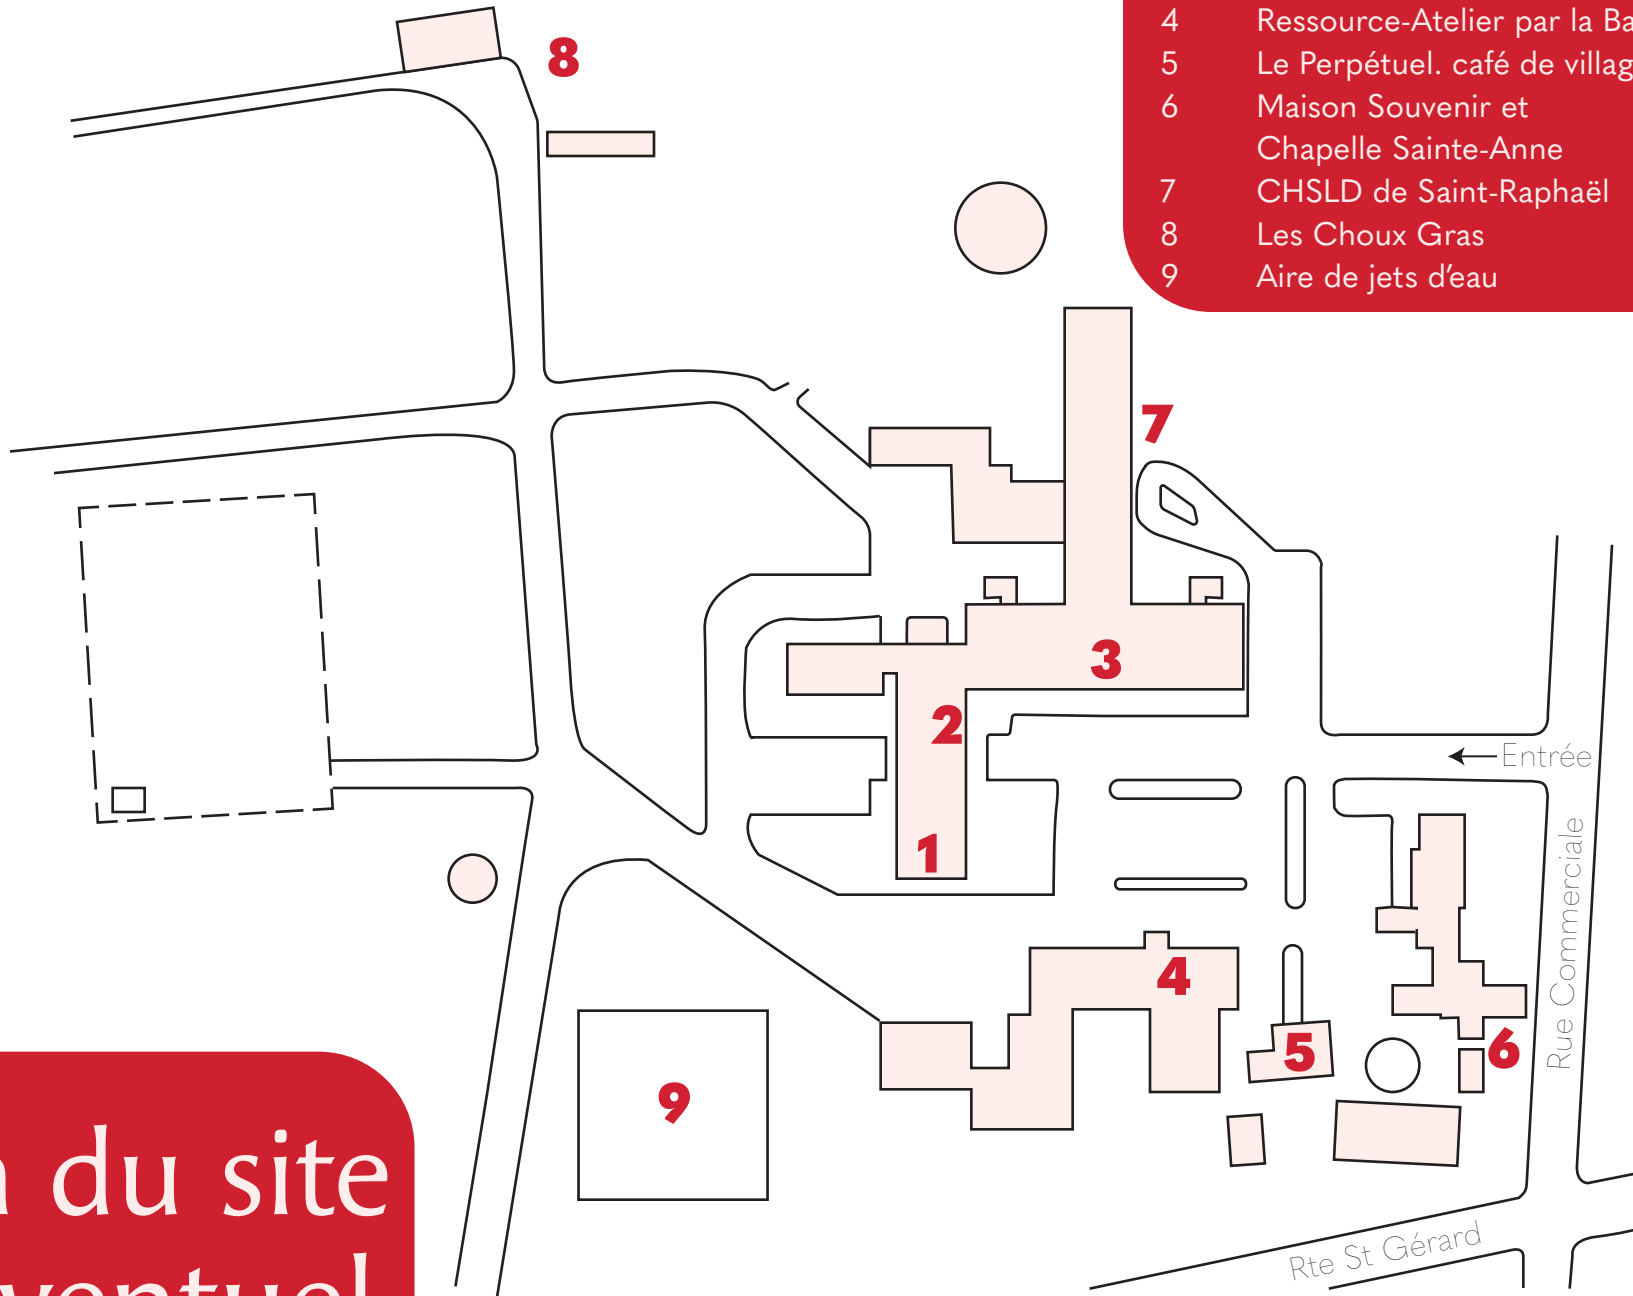 4 Ressource-Atelier par la
5 Le Perpétuel. café de
6 Maison Souvenir et
Chapelle Sainte-Anne
7 CHSLD de Saint-Raphaël
8 Les Choux Gras
9 Aire de jets d'eau
8
7
3
2
Entrée
1
Rue Commerciale
4
5
6
9
du site
Rte St Gérard